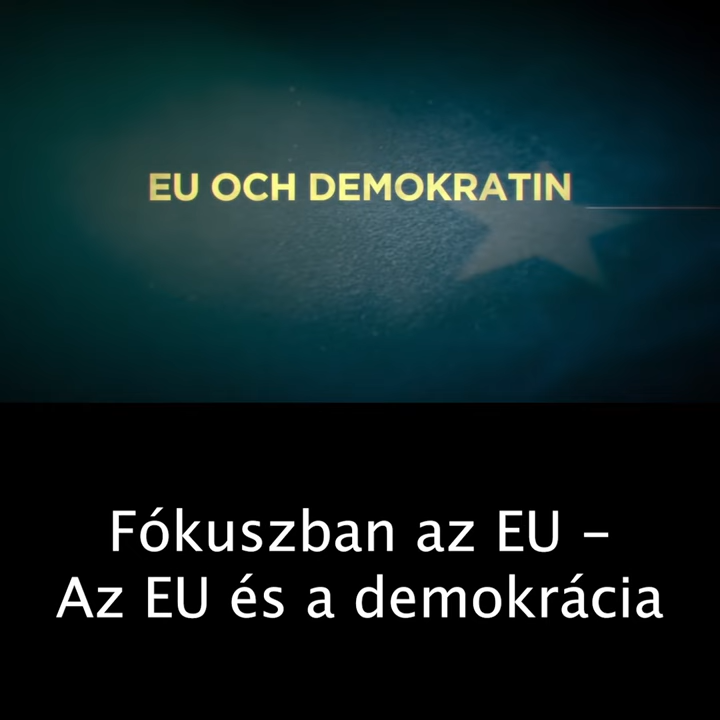 EU OCH DEMOKRATIN
Fókuszban az EU –
Az EU és a demokrácia